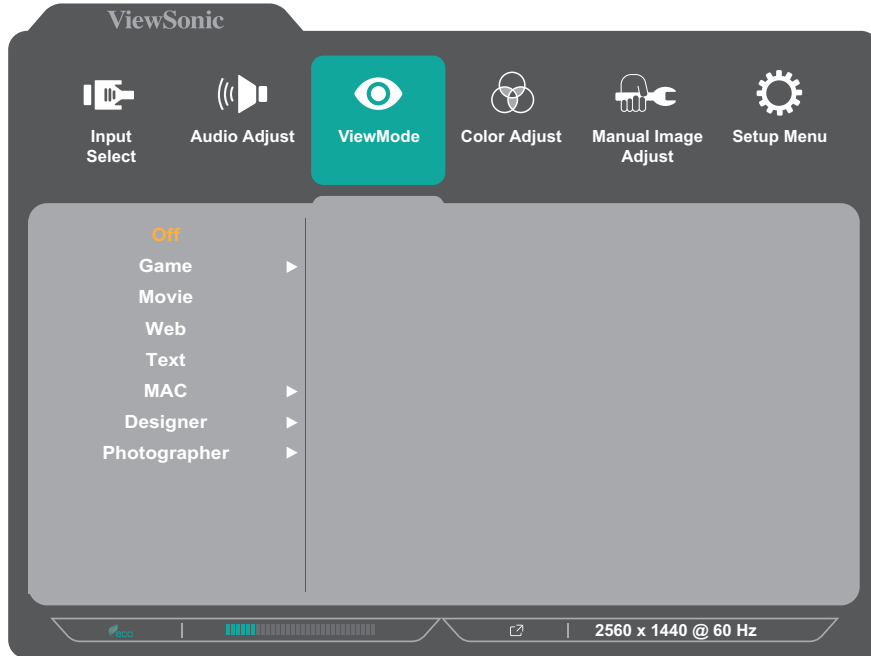 ViewSonic
Input
Select
Audio Adjust
ViewMode
Color Adjust
Manual Image
Adjust
Setup Menu
Off
Game
Movie
Web
Text
MAC
Designer
Photographer
eco
2560 x 1440 @ 60 Hz